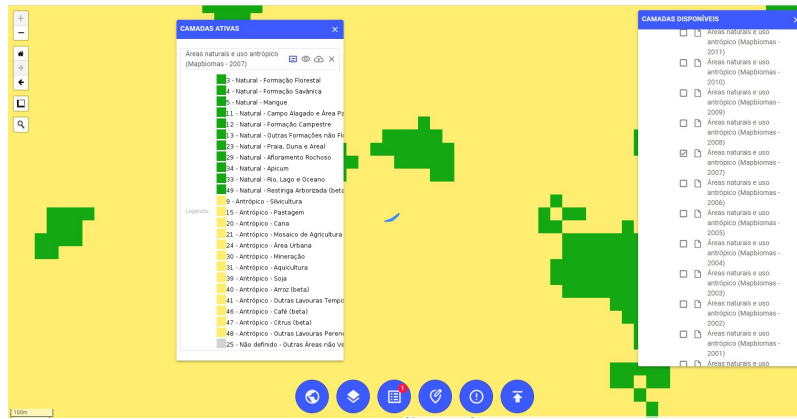 CAMADAS ATIVAS
Áreas naturais e uso antrópico
(Mapbiomas - 2007)
3 - Natural - Formação Florestal
4 - Natural - Formação Savânica
5 - Natural - Mangue
11 - Natural - Campo Alagado e Área Pa
12 - Natural - Formação Campestre
13 - Natural - Outras Formações não Flo
23 - Natural - Praia, Duna e Areal
29 - Natural - Afloramento Rochoso
34 - Natural - Apicum
33 - Natural - Rio, Lago e Oceano
49 - Natural - Restinga Arborizada (beta
9 - Antrópico - Silvicultura
Legenda: 15 - Antrópico - Pastagem
20 - Antrópico - Cana
21 - Antrópico - Mosaico de Agricultura
24 - Antrópico - Área Urbana
30 - Antrópico - Mineração
31 - Antrópico - Aquicultura
39 - Antrópico - Soja
40 - Antrópico - Arroz (beta)
41 - Antrópico - Outras Lavouras Tempo
46 - Antrópico - Café (beta)
47 - Antrópico - Citrus (beta)
48 - Antrópico - Outras Lavouras Peren
25 - Não definido - Outras Áreas não Ve
CAMADAS DISPONÍVEIS
Áreas naturais e uso
antrópico (Mapbiomas -
2011)
Áreas naturais e uso
antrópico (Mapbiomas -
2010)
Áreas naturais e uso
antrópico (Mapbiomas -
2009)
Áreas naturais e uso
antrópico (Mapbiomas -
2008)
Áreas naturais e uso
antrópico (Mapbiomas -
2007)
Áreas naturais e uso
antrópico (Mapbiomas -
2006)
Áreas naturais e uso
antrópico (Mapbiomas -
2005)
Áreas naturais e uso
antrópico (Mapbiomas -
2004)
Áreas naturais e uso
antrópico (Mapbiomas -
2003)
Áreas naturais e uso
antrópico (Mapbiomas -
2002)
Áreas naturais e uso
antrópico (Mapbiomas -
2001)
Áreas naturais e uso
1
100m